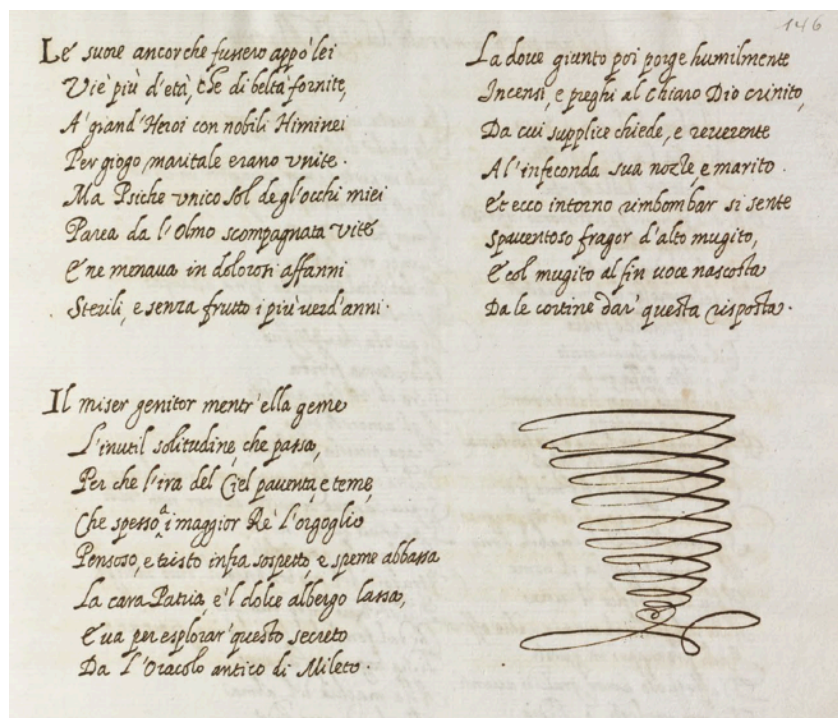 146
Le suore ancor che fussero appò lei
Vie più d'età, che di beltà fornite,
A' grand'Heroi con nobili Himinei
Per giogo maritale erano vnite.
Ma Psiche vnico sol degl'occhi miei
Parea da l'Olmo scompagnata vite
E ne menaua in dolorosi affanni
Sterili, e senza frutto i più verd'anni.
Il miser genitor mentr'ella geme
L'inutil solitudine, che passa,
Per che l'ira del Ciel pauenta, e teme,
Che spesso a i maggior Rè l'orgoglio
Pensoso, e tristo infra sospetto, e speme abbassa
La cara Patria, e'l dolce albergo lassa,
E ua per esplorar questo secreto
Da l'Oracolo antico di Mileto.
La doue giunto poi porge humilmente
Incensi, e preghi al chiaro Dio crinito,
Da cui supplice chiede, e reuerente
A l'infeconda sua nozze, e marito.
Et ecco intorno rimbombar si sente
Spauentoso fragor d'alto mugito,
E col mugito al fin uoce nascosta
Da le cortine dar' questa risposta.